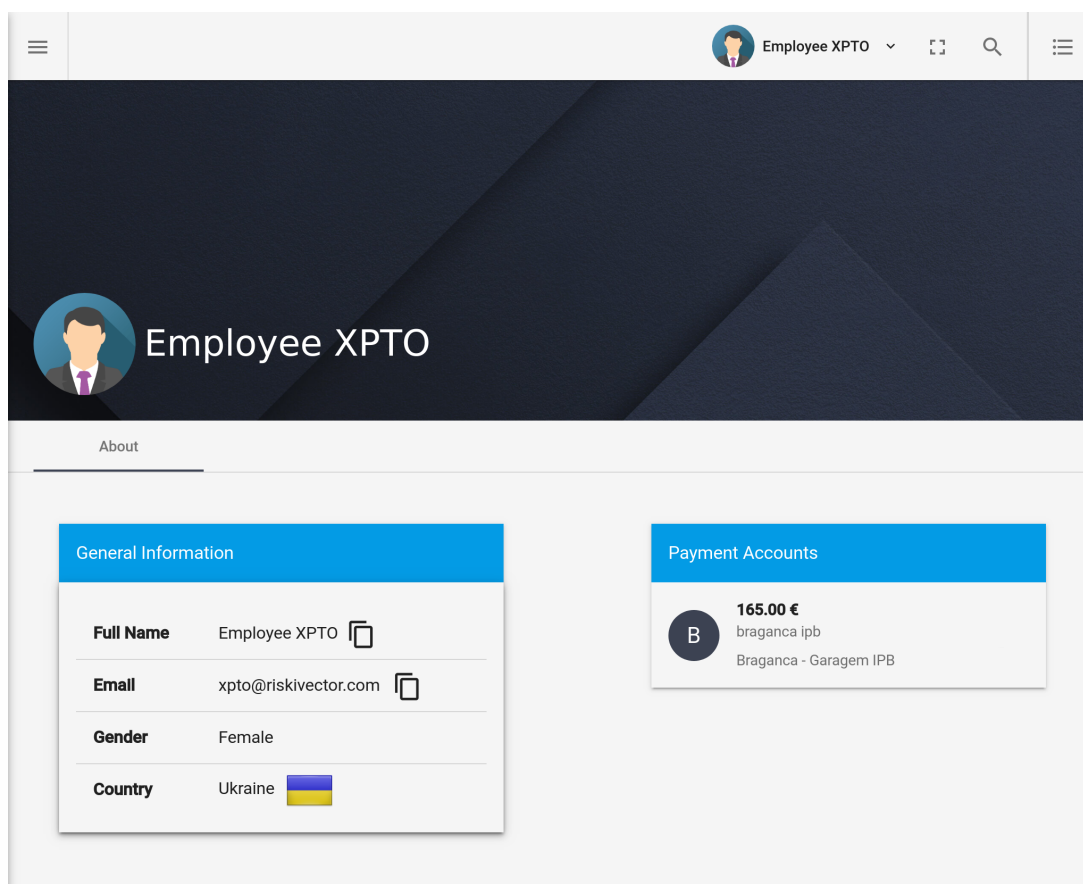 Employee XPTO
Employee XPTO
About
General Information
Full Name Employee XPTO
Email xpto@riskivector.com
Gender Female
Country Ukraine
Payment Accounts
B
165.00 €
braganca ipb
Braganca - Garagem IPB